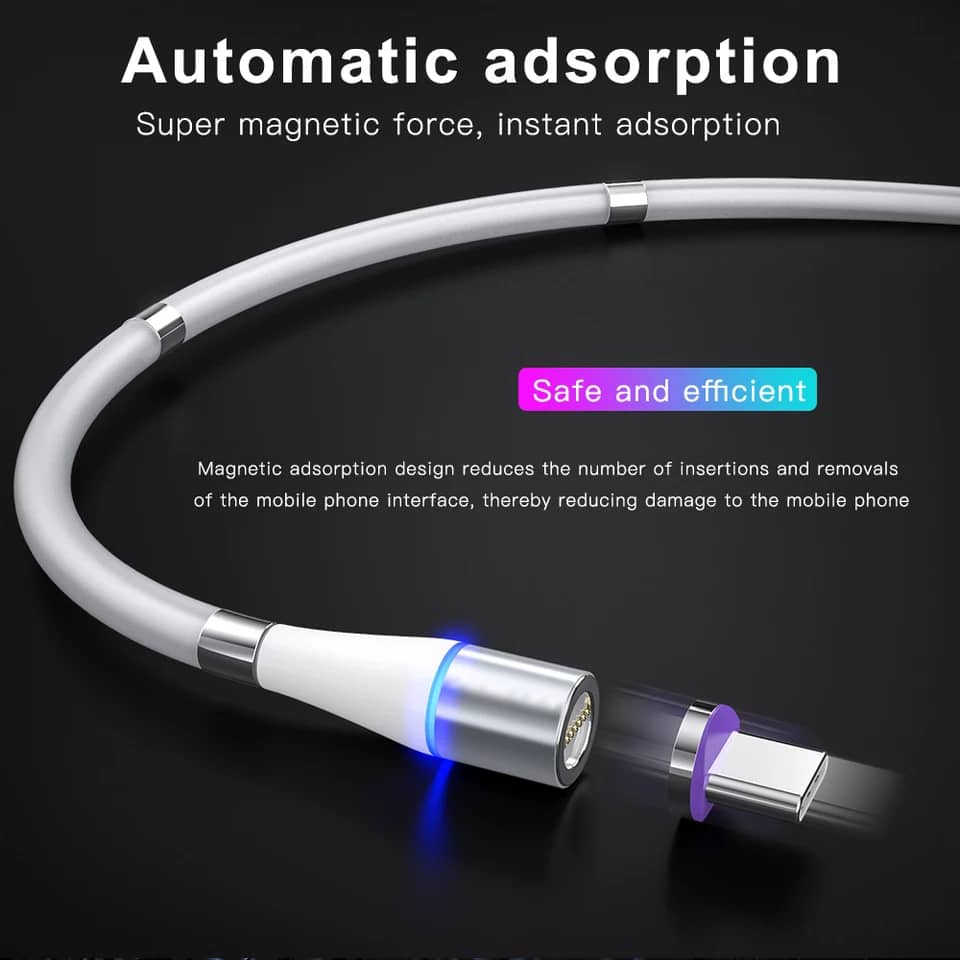 Automatic adsorption
Super magnetic force, instant adsorption
Safe and efficient
Magnetic adsorption design reduces the number of insertions and removals
of the mobile phone interface, thereby reducing damage to the mobile phone